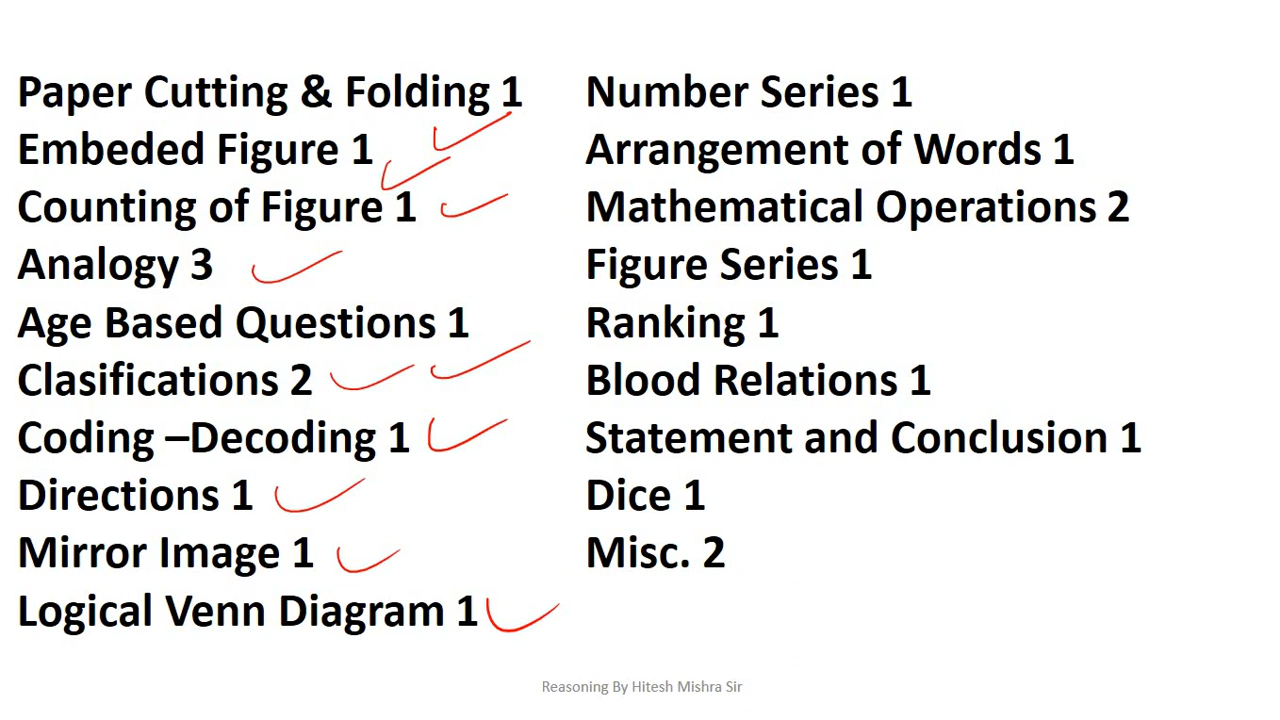 Paper Cutting & Folding 1
Embeded Figure 1
Counting of Figure 1
Analogy 3
Age Based Questions 1
Clasifications 2
Coding –Decoding 1
Directions 1
Mirror Image 1
Logical Venn Diagram 1
Number Series 1
Arrangement of Words 1
Mathematical Operations 2
Figure Series 1
Ranking 1
Blood Relations 1
Statement and Conclusion 1
Dice 1
Misc. 2
Reasoning By Hitesh Mishra Sir